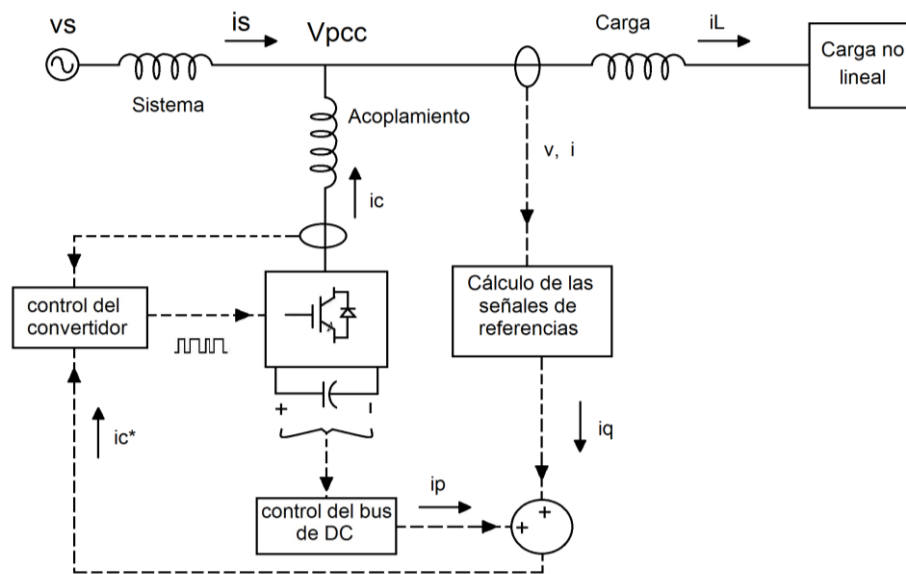 vs
is
Vpcc
Carga
iL
Carga no
lineal
Sistema
Acoplamiento
v, i
ic
Cálculo de las
señales de
referencias
control del
convertidor
+
-
ic*
iq
ip
control del bus
de DC
+
+